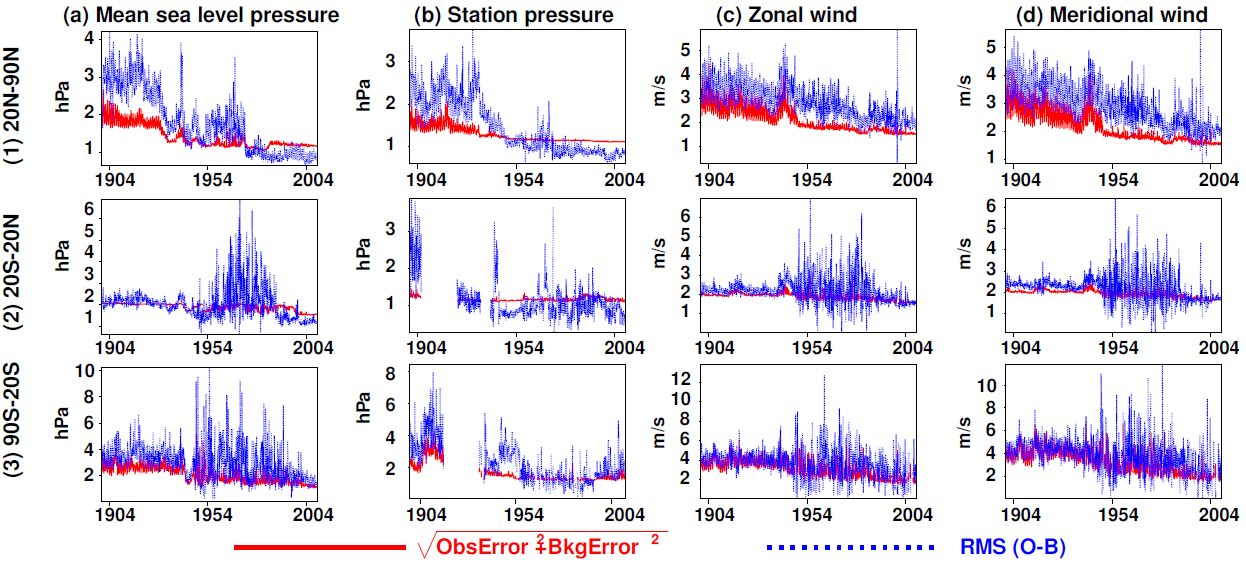 (a) Mean sea level pressure (b) Station pressure (c) Zonal wind (d) Meridional wind
(1) 20N-90N
hPa 4 3 2 1 1904 1954 2004
hPa 3 2 1 1904 1954 2004
m/s 5 4 3 2 1 1904 1954 2004
m/s 5 4 3 2 1 1904 1954 2004
(2) 20S-20N
hPa 6 5 4 3 2 1 1904 1954 2004
hPa 3 2 1 1904 1954 2004
m/s 6 5 4 3 2 1 1904 1954 2004
m/s 6 5 4 3 2 1 1904 1954 2004
(3) 90S-20S
hPa 10 8 6 4 2 1904 1954 2004
hPa 8 6 4 2 1904 1954 2004
m/s 12 10 8 6 4 2 1904 1954 2004
m/s 10 8 6 4 2 1904 1954 2004
√ObsError²+BkgError² RMS (O-B)